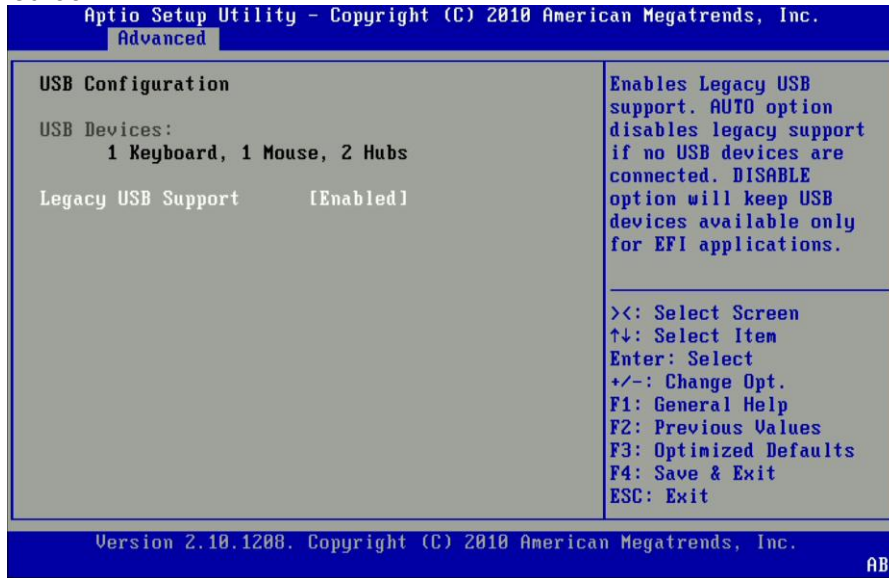 Aptio Setup Utility - Copyright (C) 2010 American Megatrends, Inc.
Advanced
USB Configuration
USB Devices:
1 Keyboard, 1 Mouse, 2 Hubs
Legacy USB Support [Enabled]
Enables Legacy USB
support. AUTO option
disables legacy support
if no USB devices are
connected. DISABLE
option will keep USB
devices available only
for EFI applications.
><: Select Screen
↑↓: Select Item
Enter: Select
+/-: Change Opt.
F1: General Help
F2: Previous Values
F3: Optimized Defaults
F4: Save & Exit
ESC: Exit
Version 2.10.1208. Copyright (C) 2010 American Megatrends, Inc.
AB